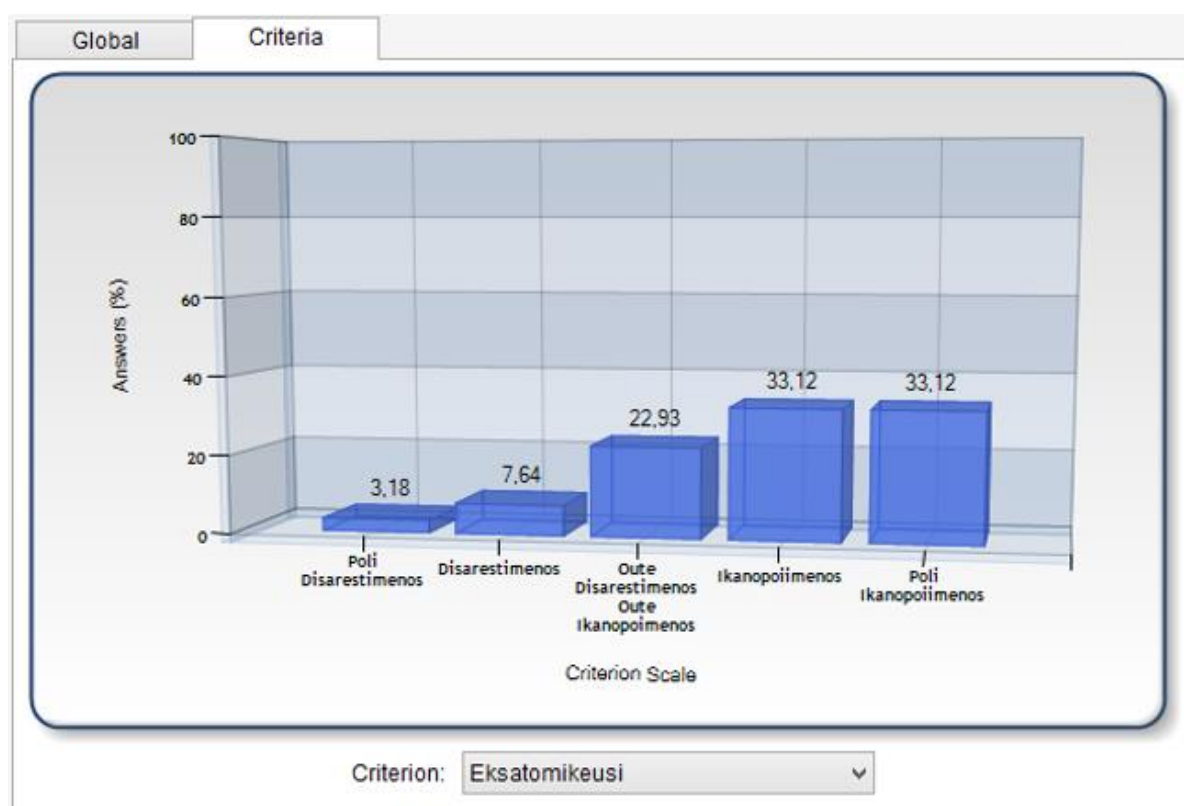 Global
Criteria
100
80
60
40
20
0
Answers (%)
3,18
7,64
22,93
33,12
33,12
Poli
Disarestimenos
Disarestimenos
Oute
Disarestimenos
Oute
Ikanopoimenos
Ikanopoiimenos
Poli
Ikanopoiimenos
Criterion Scale
Criterion:
Eksatomikeusi